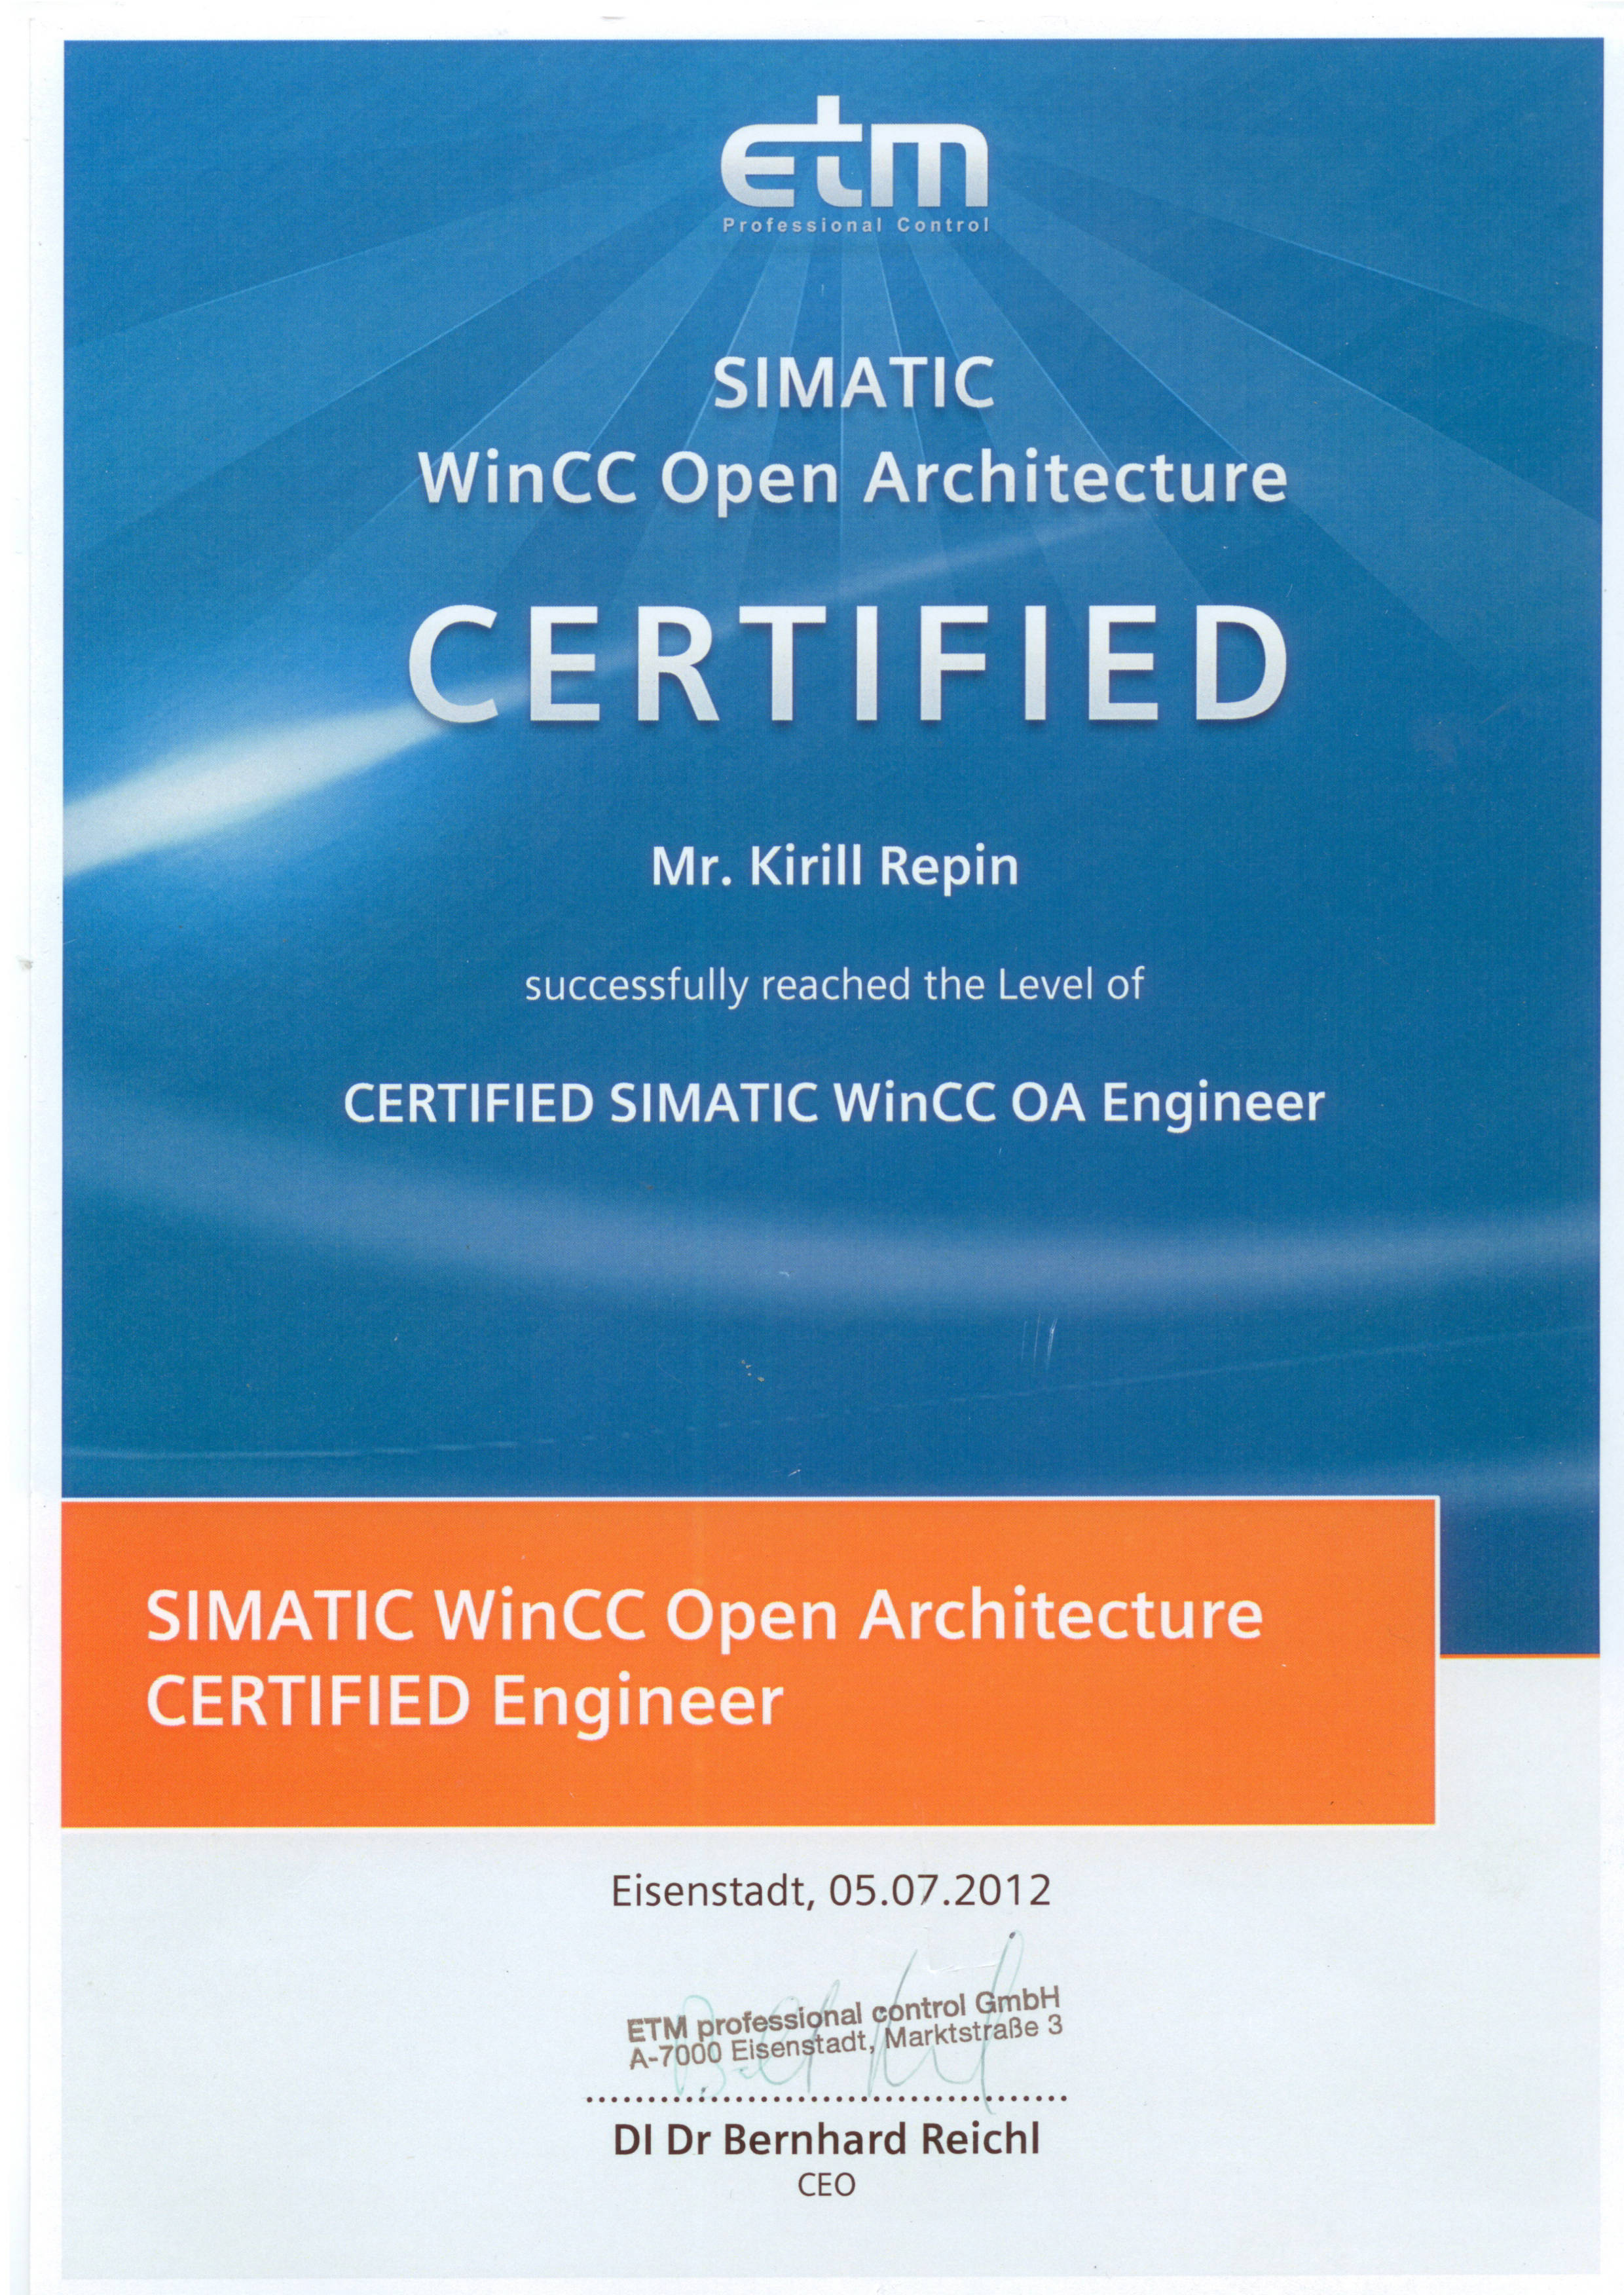 etm
Professional Control
SIMATIC
WinCC Open Architecture
CERTIFIED
Mr. Kirill Repin
successfully reached the Level of
CERTIFIED SIMATIC WinCC OA Engineer
SIMATIC WinCC Open Architecture
CERTIFIED Engineer
Eisenstadt, 05.07.2012
ETM professional control GmbH
A-7000 Eisenstadt, Marktstraße 3
DI Dr Bernhard Reichl
CEO